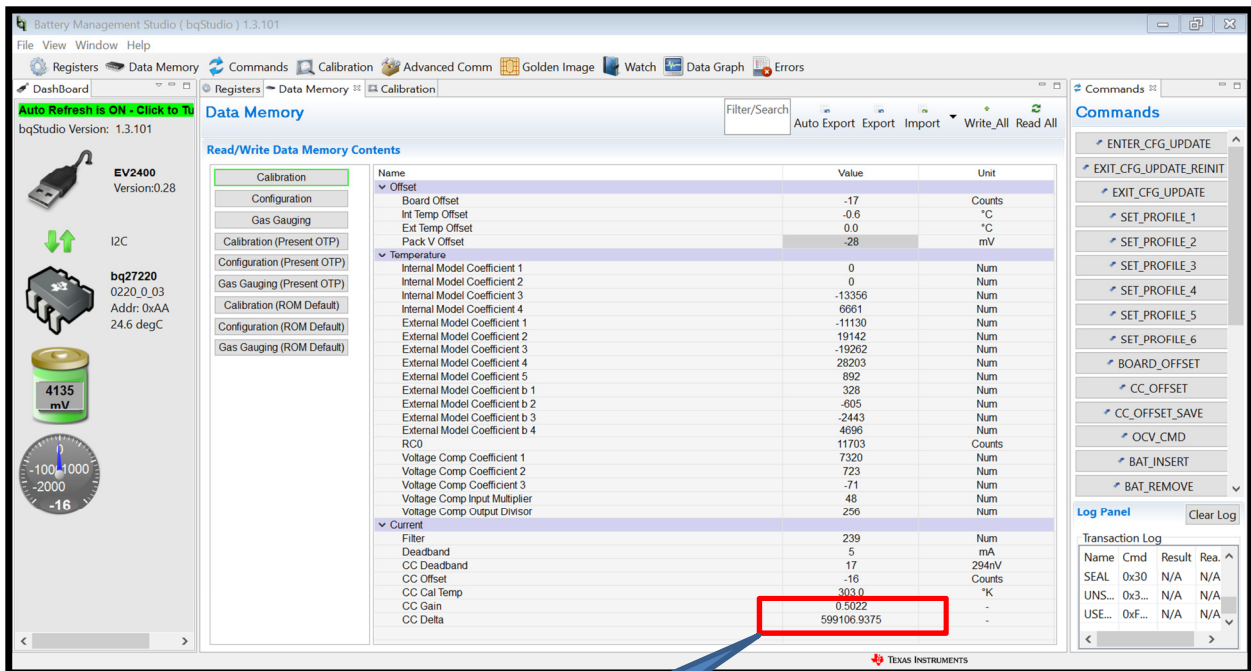 Battery Management Studio ( bqStudio ) 1.3.101
File View Window Help
Registers Data Memory Commands Calibration Advanced Comm Golden Image Watch Data Graph Errors
DashBoard
Auto Refresh is ON - Click to Tu
bqStudio Version: 1.3.101
EV2400
Version:0.28
I2C
bq27220
0220_0_03
Addr: 0xAA
24.6 degC
4135
mV
0
-100 1000
-2000
-16
Registers Data Memory Calibration
Data Memory
Filter/Search
Auto Export Export Import Write_All Read All
Read/Write Data Memory Contents
Calibration
Configuration
Gas Gauging
Calibration (Present OTP)
Configuration (Present OTP)
Gas Gauging (Present OTP)
Calibration (ROM Default)
Configuration (ROM Default)
Gas Gauging (ROM Default)
Name Value Unit
Offset
Board Offset -17 Counts
Int Temp Offset -0.6 °C
Ext Temp Offset 0.0 °C
Pack V Offset -28 mV
Temperature
Internal Model Coefficient 1 0 Num
Internal Model Coefficient 2 0 Num
Internal Model Coefficient 3 -13356 Num
Internal Model Coefficient 4 6661 Num
External Model Coefficient 1 -11130 Num
External Model Coefficient 2 19142 Num
External Model Coefficient 3 -19262 Num
External Model Coefficient 4 28203 Num
External Model Coefficient 5 892 Num
External Model Coefficient b 1 328 Num
External Model Coefficient b 2 -605 Num
External Model Coefficient b 3 -2443 Num
External Model Coefficient b 4 4696 Num
RC0 11703 Counts
Voltage Comp Coefficient 1 7320 Num
Voltage Comp Coefficient 2 723 Num
Voltage Comp Coefficient 3 -71 Num
Voltage Comp Input Multiplier 48 Num
Voltage Comp Output Divisor 256 Num
Current
Filter 239 Num
Deadband 5 mA
CC Deadband 17 294nV
CC Offset -16 Counts
CC Cal Temp 303.0 °K
CC Gain 0.5022 -
CC Delta 599106.9375 -
TEXAS INSTRUMENTS
Commands
Commands
ENTER_CFG_UPDATE
EXIT_CFG_UPDATE_REINIT
EXIT_CFG_UPDATE
SET_PROFILE_1
SET_PROFILE_2
SET_PROFILE_3
SET_PROFILE_4
SET_PROFILE_5
SET_PROFILE_6
BOARD_OFFSET
CC_OFFSET
CC_OFFSET_SAVE
OCV_CMD
BAT_INSERT
BAT_REMOVE
Log Panel Clear Log
Transaction Log
Name Cmd Result Rea.
SEAL 0x30 N/A N/A
UNS... 0x3... N/A N/A
USE... 0xF... N/A N/A